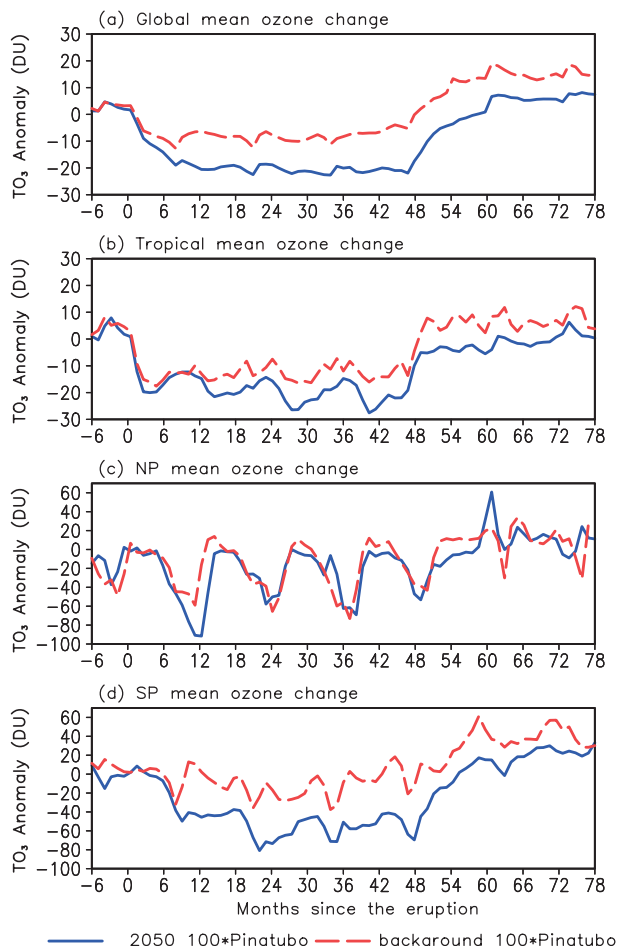 (a) Global mean ozone change
30
20
10
0
−10
−20
−30
TO₃ Anomaly (DU)
−6 0 6 12 18 24 30 36 42 48 54 60 66 72 78
(b) Tropical mean ozone change
30
20
10
0
−10
−20
−30
TO₃ Anomaly (DU)
−6 0 6 12 18 24 30 36 42 48 54 60 66 72 78
(c) NP mean ozone change
60
40
20
0
−20
−40
−60
−80
−100
TO₃ Anomaly (DU)
−6 0 6 12 18 24 30 36 42 48 54 60 66 72 78
(d) SP mean ozone change
60
40
20
0
−20
−40
−60
−80
−100
TO₃ Anomaly (DU)
−6 0 6 12 18 24 30 36 42 48 54 60 66 72 78
Months since the eruption
2050 100*Pinatubo background 100*Pinatubo